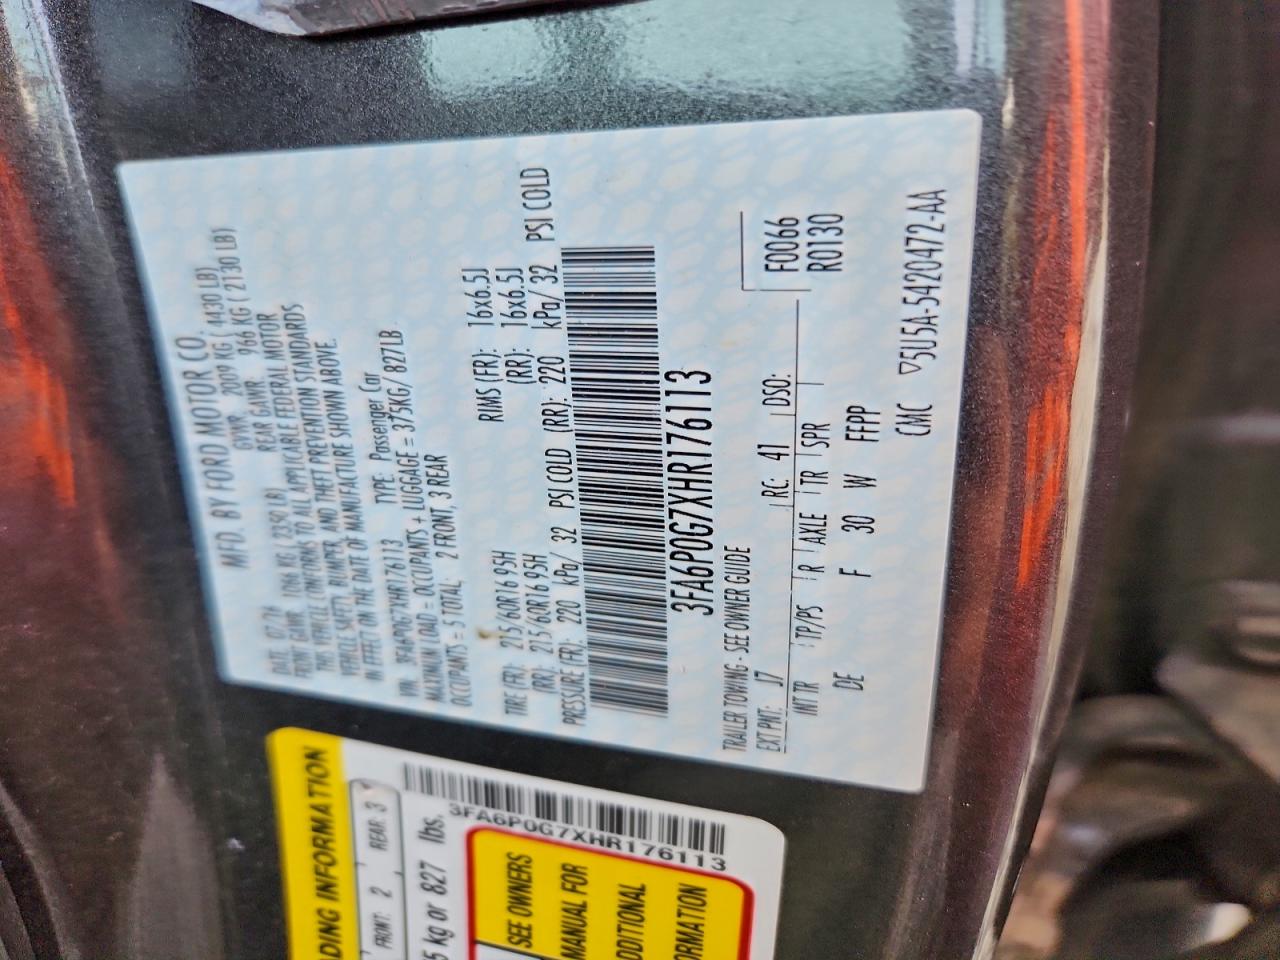 MFD. BY FORD MOTOR CO.
GVWR: 2009 KG ( 4430 LB)
FRONT GAWR: 1066 KG ( 2350 LB)
REAR GAWR: 966 KG ( 2130 LB)
THIS VEHICLE CONFORMS TO ALL APPLICABLE FEDERAL MOTOR
VEHICLE SAFETY, BUMPER, AND THEFT PREVENTION STANDARDS
IN EFFECT ON THE DATE OF MANUFACTURE SHOWN ABOVE.
VIN: 3FA6P0G7XHR176113 TYPE: Passenger Car
MAXIMUM LOAD = OCCUPANTS + LUGGAGE = 375KG/ 827LB
OCCUPANTS = 5 TOTAL, 2 FRONT, 3 REAR
TIRE (FR): 215/60R16 95H RIMS (FR): 16x6.5J
(RR): 215/60R16 95H (RR): 16x6.5J
PRESSURE (FR): 220 kPa/ 32 PSI COLD (RR): 220 kPa/ 32 PSI COLD
3FA6P0G7XHR176113
TRAILER TOWING - SEE OWNER GUIDE
EXT PNT: J7 RC: 41 DSO: F0066
INT TR TP/PS R AXLE TR SPR R0130
DE F 30 W FFPP
CMC ▽5U5A-5420472-AA
ADING INFORMATION
FRONT: 2 REAR: 3
5 kg or 827 lbs.
3FA6P0G7XHR176113
SEE OWNERS
MANUAL FOR
DDITIONAL
ORMATION